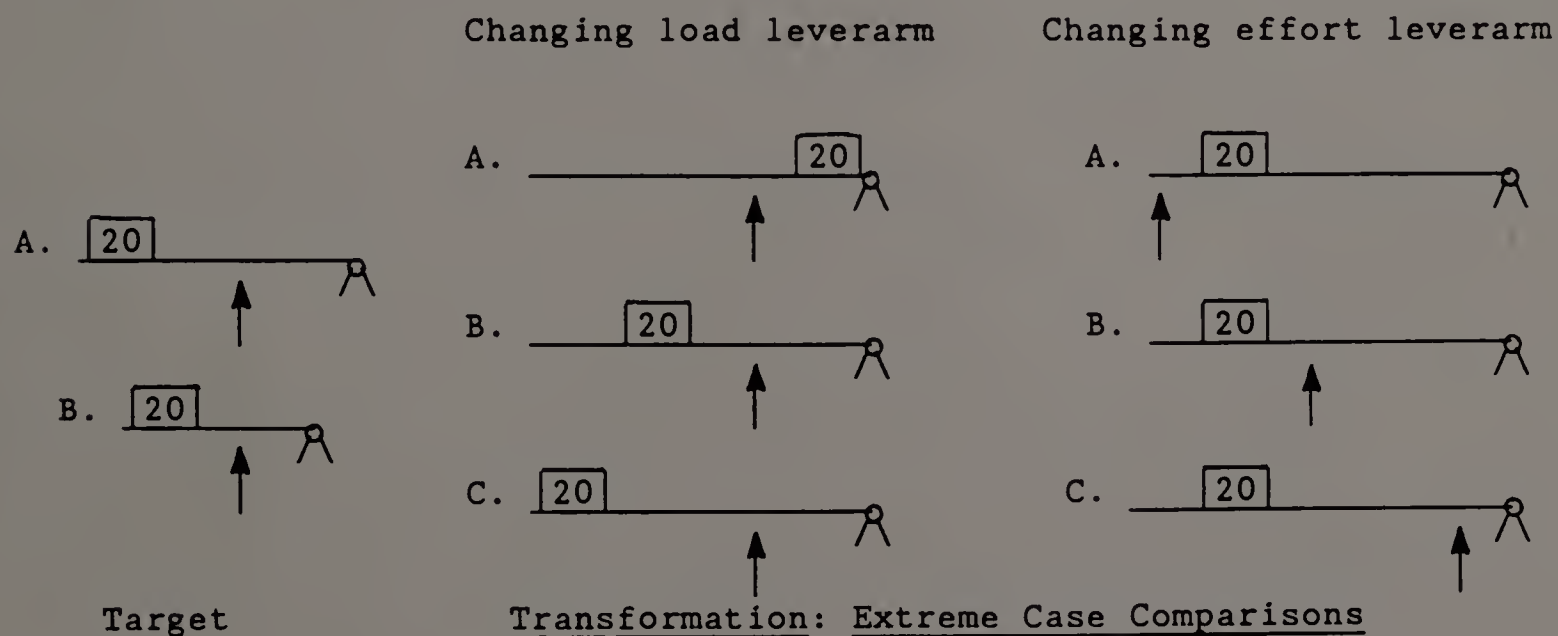 Changing load leverarm
Changing effort leverarm
A. 20
B. 20
Target
A. 20
B. 20
C. 20
A. 20
B. 20
C. 20
Transformation: Extreme Case Comparisons